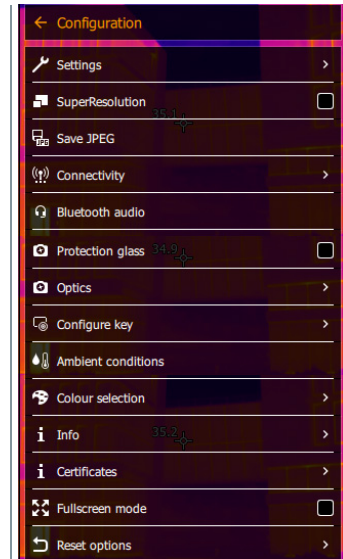 Configuration
Settings
SuperResolution
35.1
Save JPEG
Connectivity
Bluetooth audio
Protection glass 34.9
Optics
Configure key
Ambient conditions
Colour selection
Info 35.2
Certificates
Fullscreen mode
Reset options